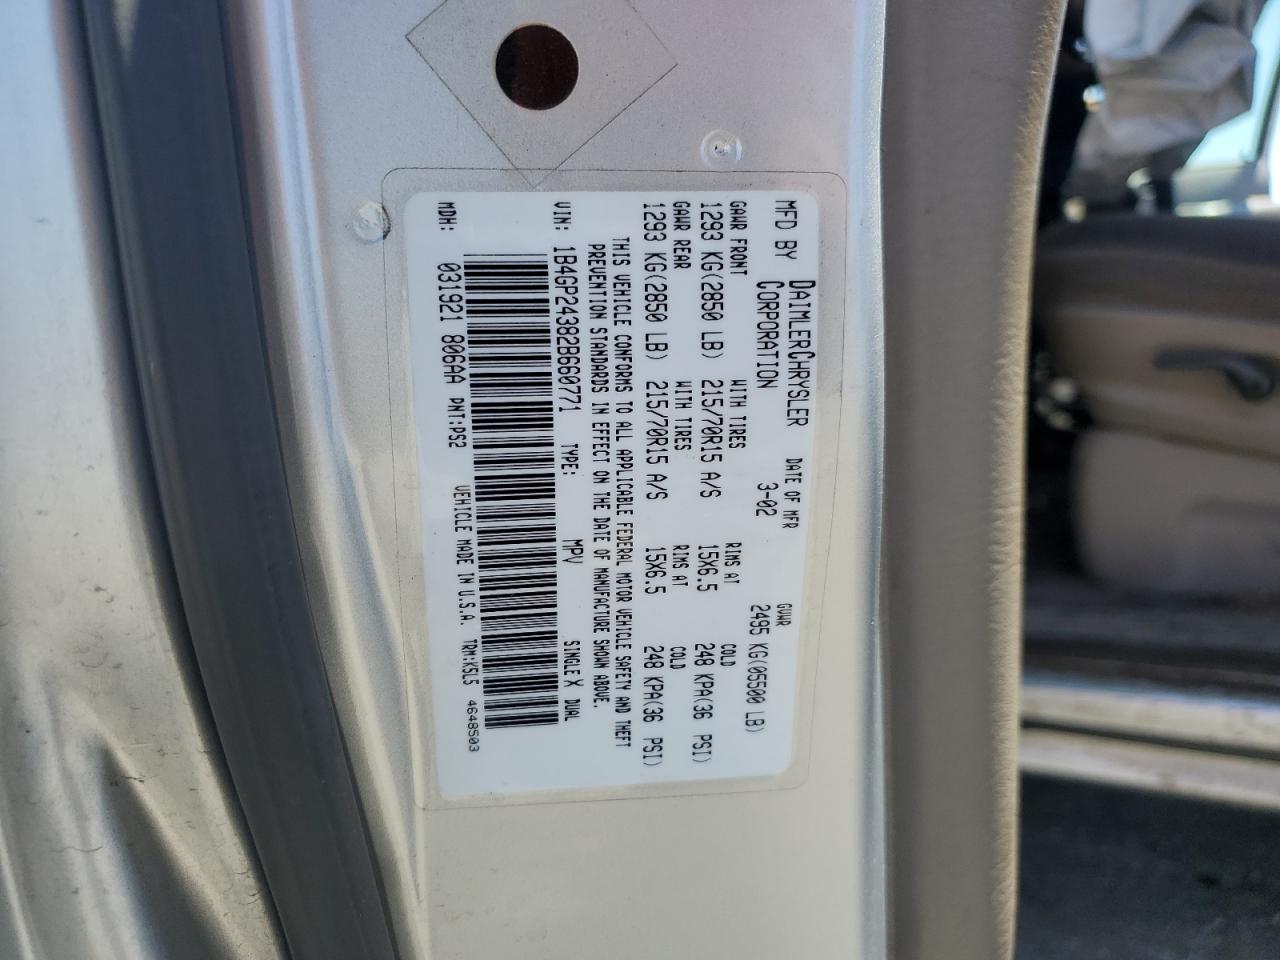 MFD BY DAIMLERCHRYSLER CORPORATION DATE OF MFR 3-02 GVWR 2495 KG(05500 LB)
GAWR FRONT WITH TIRES RIMS AT COLD
1293 KG(2850 LB) 215/70R15 A/S 15X6.5 248 KPA(36 PSI)
GAWR REAR WITH TIRES RIMS AT COLD
1293 KG(2850 LB) 215/70R15 A/S 15X6.5 248 KPA(36 PSI)
THIS VEHICLE CONFORMS TO ALL APPLICABLE FEDERAL MOTOR VEHICLE SAFETY AND THEFT
PREVENTION STANDARDS IN EFFECT ON THE DATE OF MANUFACTURE SHOWN ABOVE.
VIN: 1B4GP24382B660771 TYPE: MPV SINGLE X DUAL
MDH: 031921 806AA PNT:PS2 VEHICLE MADE IN U.S.A. TRM:K5L5 4648503